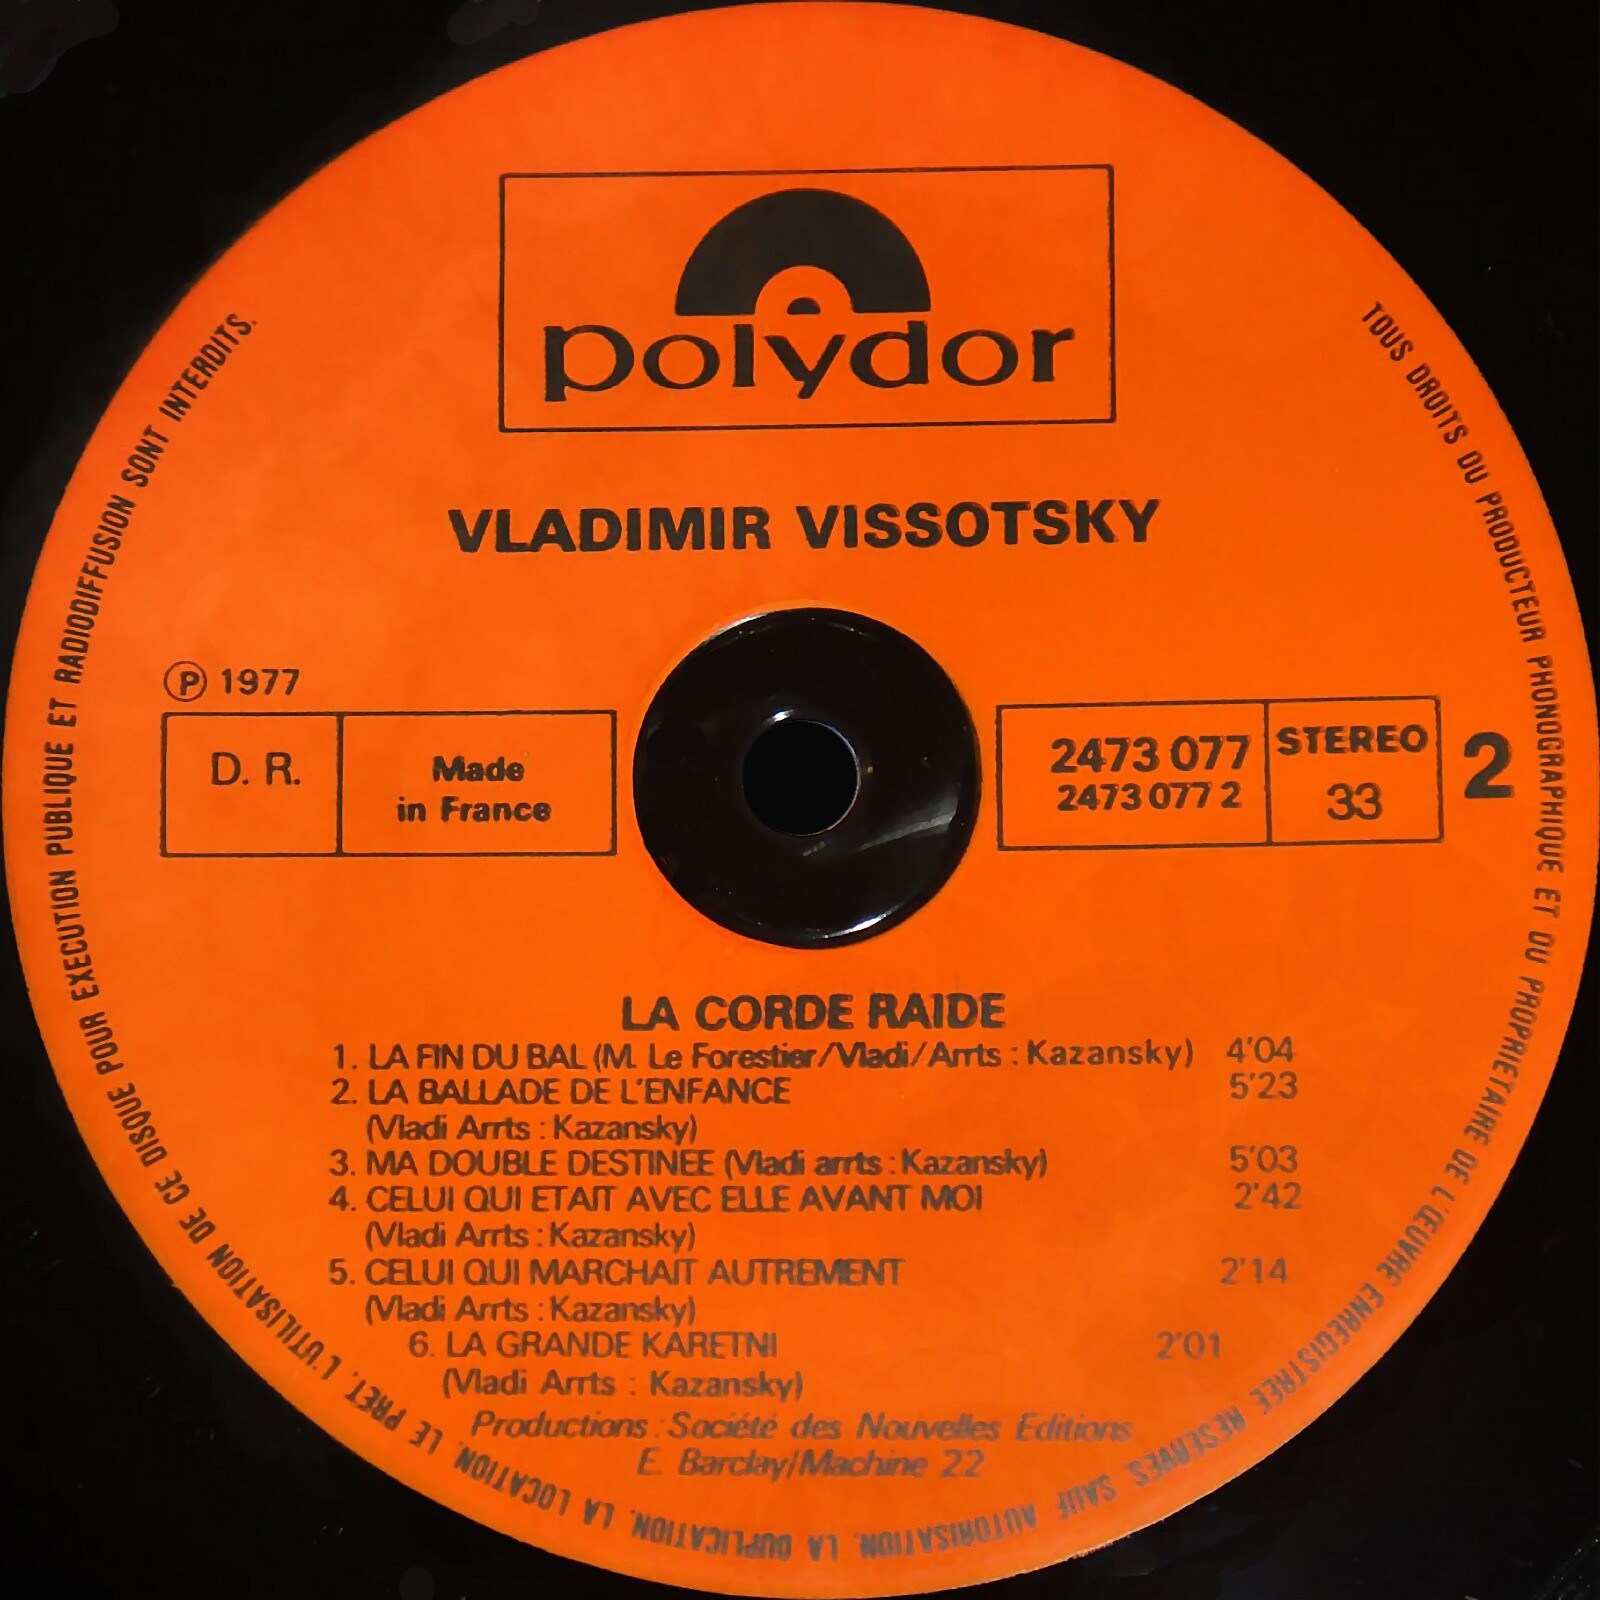 polydor
VLADIMIR VISSOTSKY
℗ 1977
D. R.
Made
in France
2473 077
2473 077 2
STEREO
33
2
LA CORDE RAIDE
1. LA FIN DU BAL (M. Le Forestier/Vladi/Arrts : Kazansky) 4'04
2. LA BALLADE DE L'ENFANCE 5'23
(Vladi Arrts : Kazansky)
3. MA DOUBLE DESTINEE (Vladi arrts : Kazansky) 5'03
4. CELUI QUI ETAIT AVEC ELLE AVANT MOI 2'42
(Vladi Arrts : Kazansky)
5. CELUI QUI MARCHAIT AUTREMENT 2'14
(Vladi Arrts : Kazansky)
6. LA GRANDE KARETNI 2'01
(Vladi Arrts : Kazansky)
Productions : Société des Nouvelles Editions
E. Barclay/Machine 22
TOUS DROITS DU PRODUCTEUR PHONOGRAPHIQUE ET DU PROPRIETAIRE DE L'ŒUVRE ENREGISTREE RESERVES. SAUF AUTORISATION, LA DUPLICATION, LA LOCATION, LE PRET, L'UTILISATION DE CE DISQUE POUR EXECUTION PUBLIQUE ET RADIODIFFUSION SONT INTERDITS.